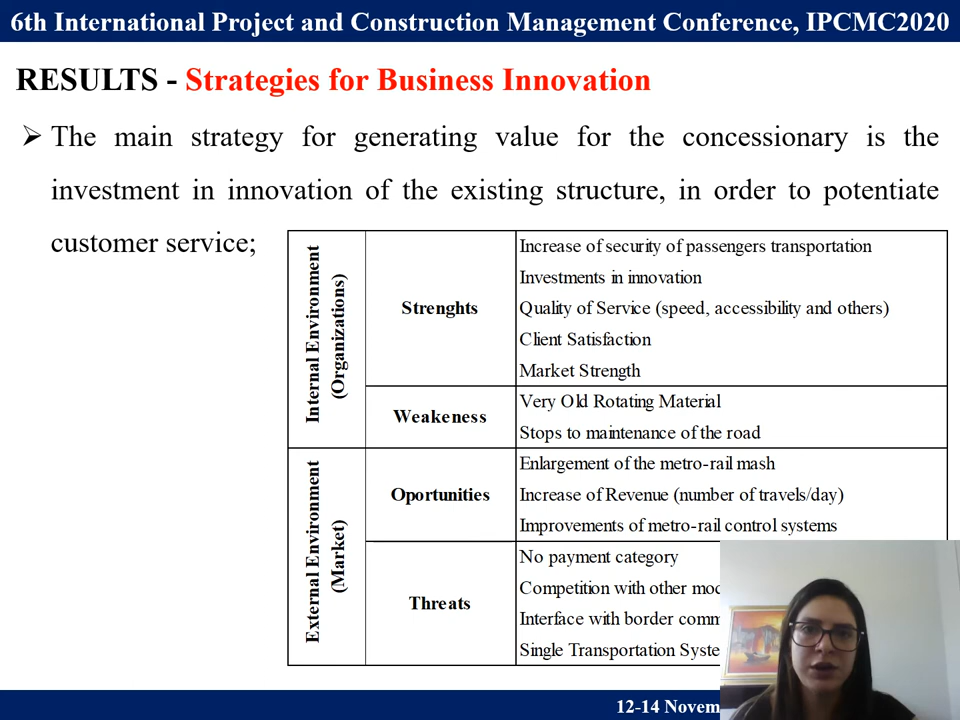 6th International Project and Construction Management Conference, IPCMC2020
RESULTS - Strategies for Business Innovation
➢ The main strategy for generating value for the concessionary is the
investment in innovation of the existing structure, in order to potentiate
customer service;
Internal Environment
(Organizations)
Strenghts
Increase of security of passengers transportation
Investments in innovation
Quality of Service (speed, accessibility and others)
Client Satisfaction
Market Strength
Weakeness
Very Old Rotating Material
Stops to maintenance of the road
External Environment
(Market)
Oportunities
Enlargement of the metro-rail mash
Increase of Revenue (number of travels/day)
Improvements of metro-rail control systems
Threats
No payment category
Competition with other
Interface with border
Single Transportation
12-14